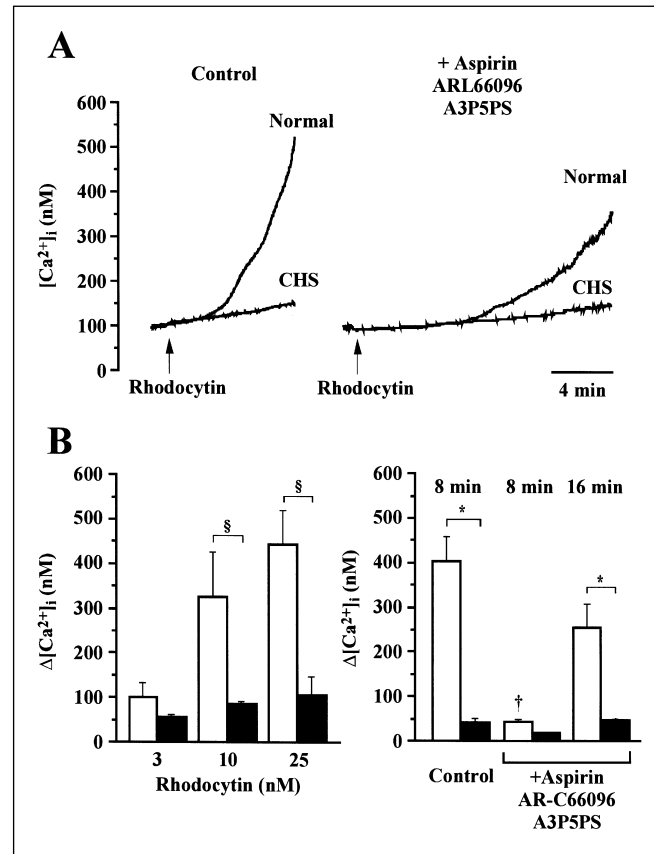 A
Control
+ Aspirin
ARL66096
A3P5PS
[Ca²⁺]ᵢ (nM)
600
500
400
300
200
100
0
Normal
CHS
Rhodocytin
Normal
CHS
Rhodocytin
4 min
B
Δ[Ca²⁺]ᵢ (nM)
600
500
400
300
200
100
0
§
§
3 10 25
Rhodocytin (nM)
Δ[Ca²⁺]ᵢ (nM)
600
500
400
300
200
100
50
0
8 min 8 min 16 min
*
†
*
Control
+Aspirin
AR-C66096
A3P5PS